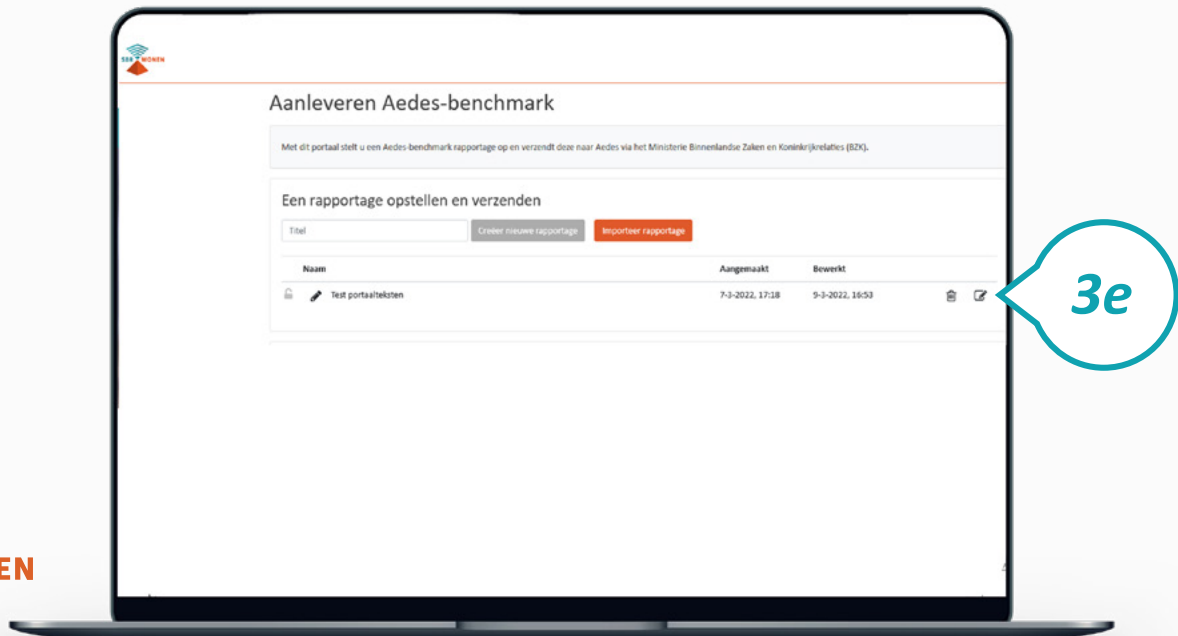 SBR WONEN
Aanleveren Aedes-benchmark
Met dit portaal stelt u een Aedes-benchmark rapportage op en verzendt deze naar Aedes via het Ministerie Binnenlandse Zaken en Koninkrijkrelaties (BZK).
Een rapportage opstellen en verzenden
Titel Creëer nieuwe rapportage Importeer rapportage
Naam Aangemaakt Bewerkt
Test portaalteksten 7-3-2022, 17:18 9-3-2022, 16:53
3e
EN